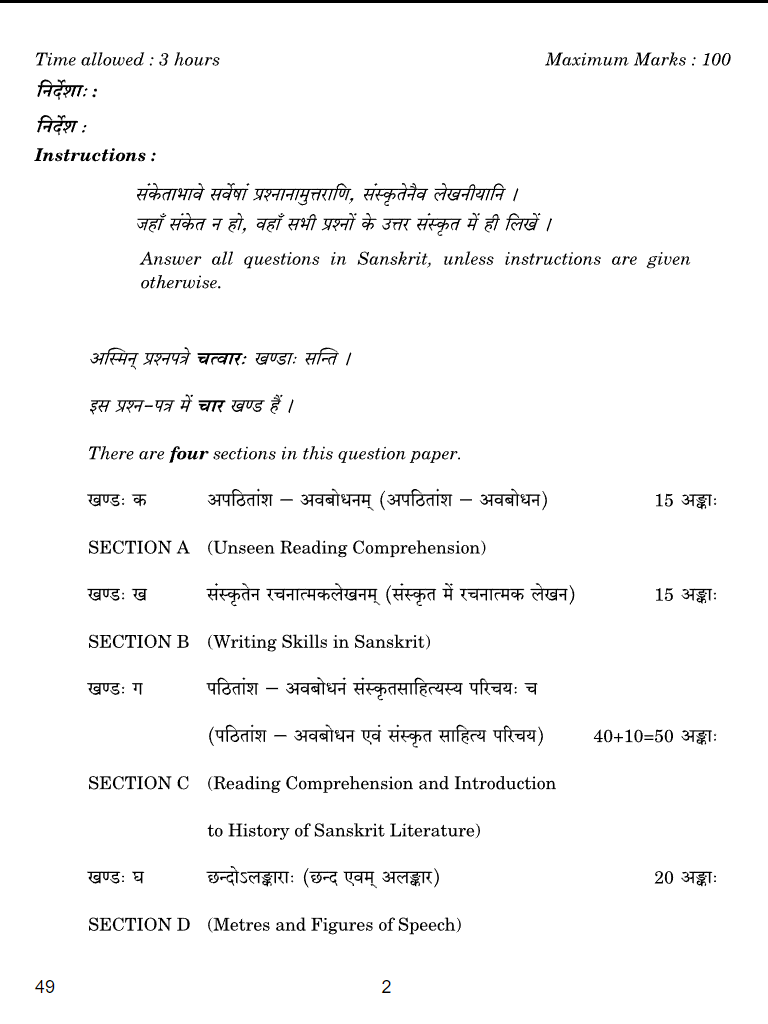 Time allowed : 3 hours Maximum Marks : 100
निर्देशाः :
निर्देश :
Instructions :
संकेताभावे सर्वेषां प्रश्नानामुत्तराणि, संस्कृतेनैव लेखनीयानि ।
जहाँ संकेत न हो, वहाँ सभी प्रश्नों के उत्तर संस्कृत में ही लिखें ।
Answer all questions in Sanskrit, unless instructions are given
otherwise.
अस्मिन् प्रश्नपत्रे चत्वारः खण्डाः सन्ति ।
इस प्रश्न-पत्र में चार खण्ड हैं ।
There are four sections in this question paper.
खण्डः क अपठितांश – अवबोधनम् (अपठितांश – अवबोधन) 15 अङ्काः
SECTION A (Unseen Reading Comprehension)
खण्डः ख संस्कृतेन रचनात्मकलेखनम् (संस्कृत में रचनात्मक लेखन) 15 अङ्काः
SECTION B (Writing Skills in Sanskrit)
खण्डः ग पठितांश – अवबोधनं संस्कृतसाहित्यस्य परिचयः च
(पठितांश – अवबोधन एवं संस्कृत साहित्य परिचय) 40+10=50 अङ्काः
SECTION C (Reading Comprehension and Introduction
to History of Sanskrit Literature)
खण्डः घ छन्दोऽलङ्काराः (छन्द एवम् अलङ्कार) 20 अङ्काः
SECTION D (Metres and Figures of Speech)
49 2